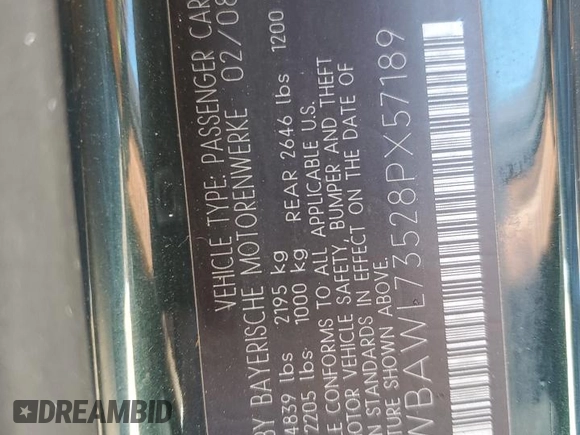 VEHICLE TYPE: PASSENGER CAR
BY BAYERISCHE MOTORENWERKE 02/08
4839 lbs 2195 kg REAR 2646 lbs 1200
2205 lbs 1000 kg
LE CONFORMS TO ALL APPLICABLE U.S.
MOTOR VEHICLE SAFETY, BUMPER AND THEFT
N STANDARDS IN EFFECT ON THE DATE OF
TURE SHOWN ABOVE.
WBAWL73528PX57189
DREAMBID